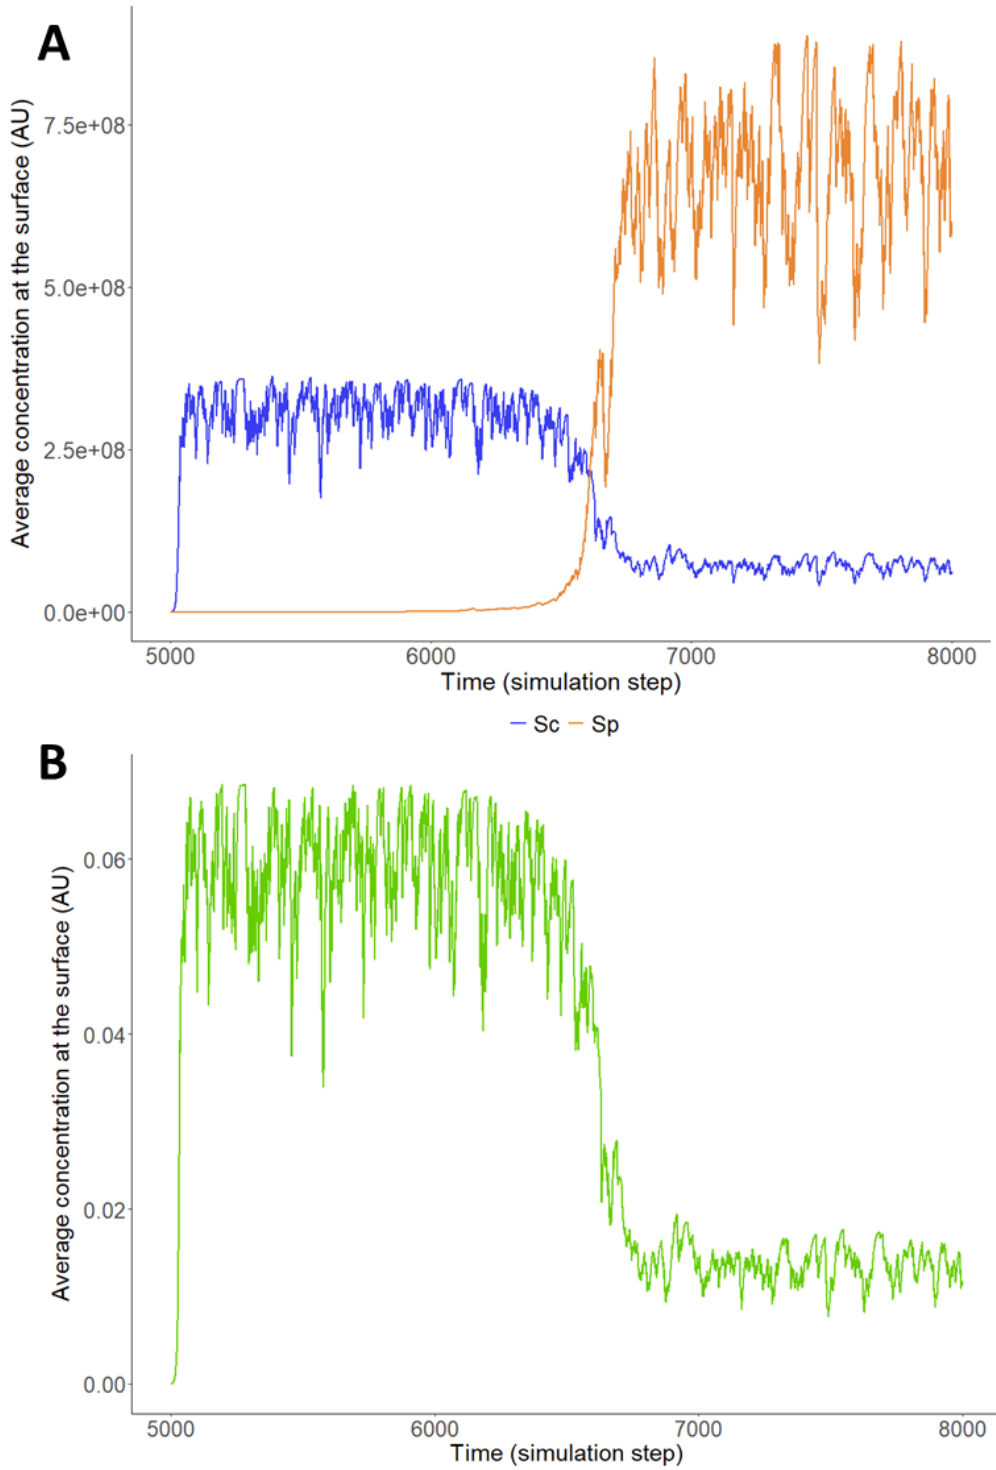 A
Average concentration at the surface (AU)
7.5e+08
5.0e+08
2.5e+08
0.0e+00
5000 6000 7000 8000
Time (simulation step)
Sc Sp
B
Average concentration at the surface (AU)
0.06
0.04
0.02
0.00
5000 6000 7000 8000
Time (simulation step)